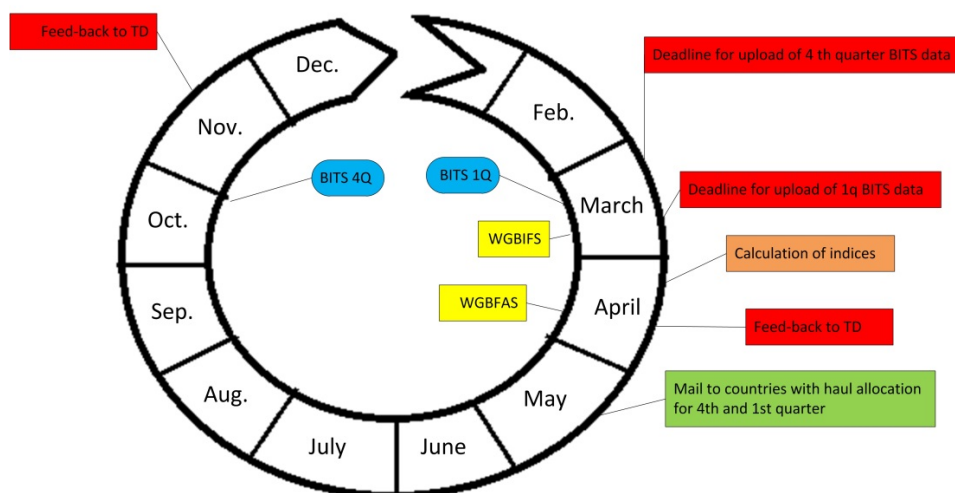 Feed-back to TD
Dec.
Nov.
Oct.
Sep.
Aug.
July
June
May
April
March
Feb.
BITS 4Q
BITS 1Q
WGBIFS
WGBFAS
Deadline for upload of 4 th quarter BITS data
Deadline for upload of 1q BITS data
Calculation of indices
Feed-back to TD
Mail to countries with haul allocation
for 4th and 1st quarter